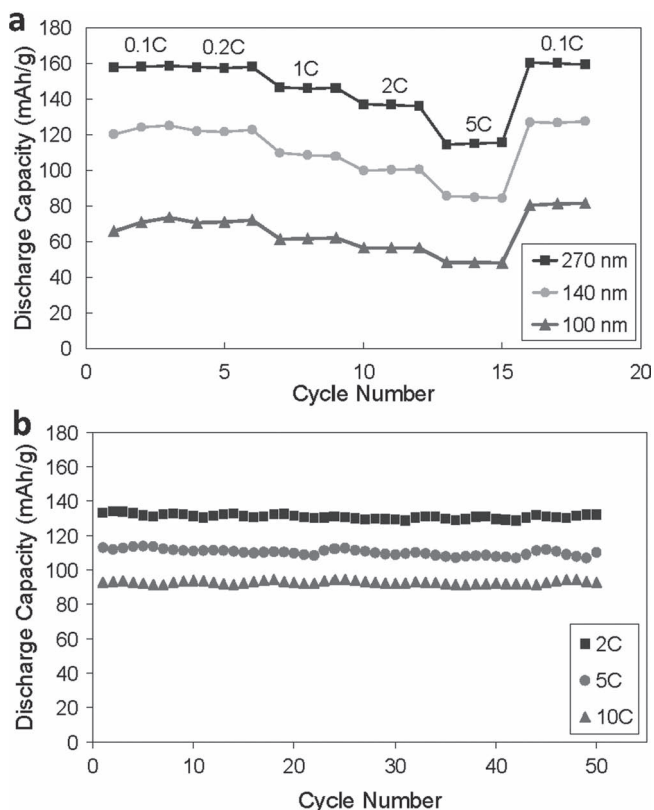 a
180
160
140
120
100
80
60
40
20
0
Discharge Capacity (mAh/g)
0.1C 0.2C 1C 2C 5C 0.1C
270 nm
140 nm
100 nm
0 5 10 15 20
Cycle Number
b
180
160
140
120
100
80
60
40
20
0
Discharge Capacity (mAh/g)
2C
5C
10C
0 10 20 30 40 50
Cycle Number